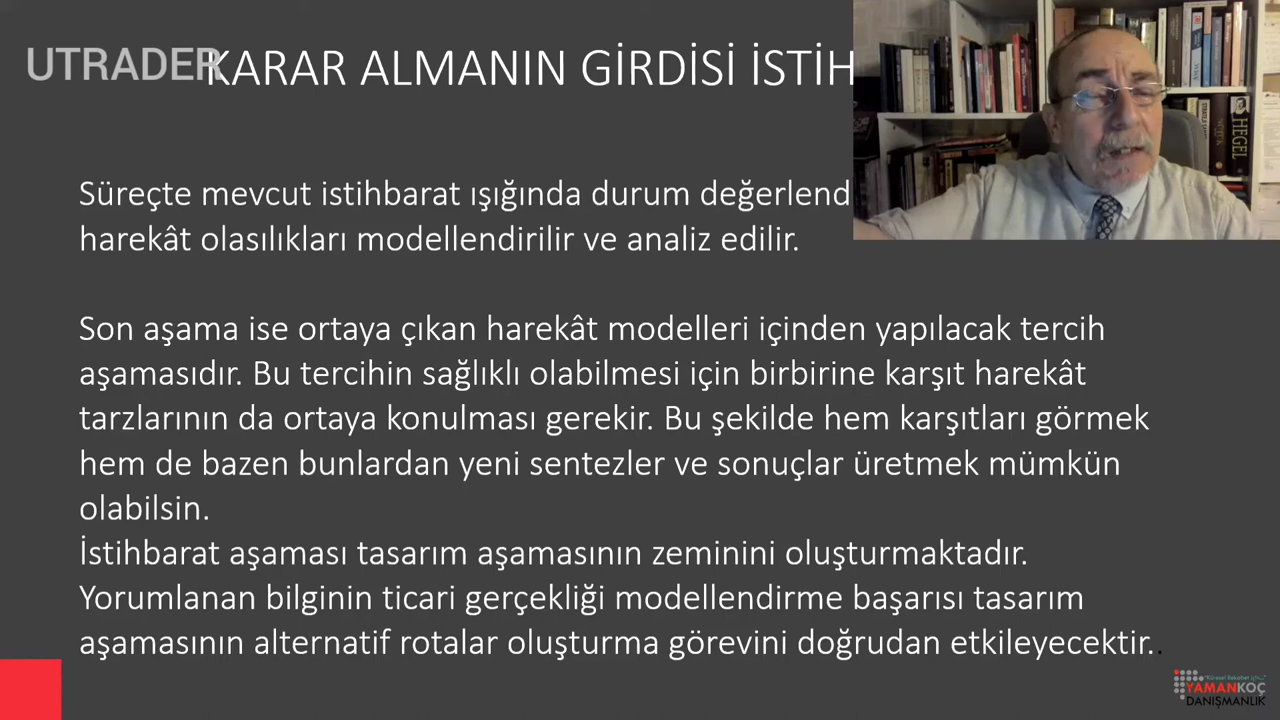 UTRADER
KARAR ALMANIN GİRDİSİ İSTİH
Süreçte mevcut istihbarat ışığında durum değerlend
harekât olasılıkları modellendirilir ve analiz edilir.
Son aşama ise ortaya çıkan harekât modelleri içinden yapılacak tercih
aşamasıdır. Bu tercihin sağlıklı olabilmesi için birbirine karşıt harekât
tarzlarının da ortaya konulması gerekir. Bu şekilde hem karşıtları görmek
hem de bazen bunlardan yeni sentezler ve sonuçlar üretmek mümkün
olabilsin.
İstihbarat aşaması tasarım aşamasının zeminini oluşturmaktadır.
Yorumlanan bilginin ticari gerçekliği modellendirme başarısı tasarım
aşamasının alternatif rotalar oluşturma görevini doğrudan etkileyecektir..
HEGEL
"Küresel Rekabet için..."
YAMANKOÇ
DANIŞMANLIK